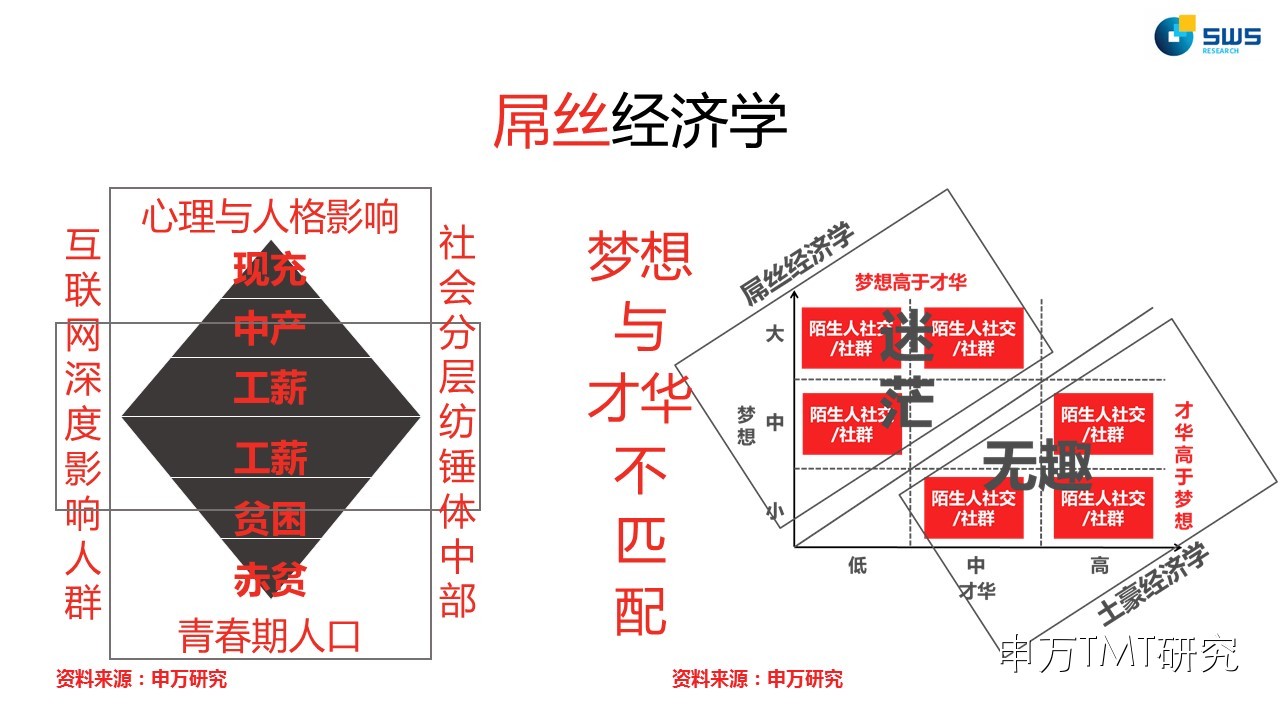 SWS
RESEARCH
屌丝经济学
心理与人格影响
互联网深度影响人群
社会分层纺锤体中部
现充
中产
工薪
工薪
贫困
赤贫
青春期人口
资料来源：申万研究
梦想
与
才华
不
匹
配
屌丝经济学
梦想高于才华
大
陌生人社交
/社群
陌生人社交
/社群
迷茫
梦想
中
陌生人社交
/社群
陌生人社交
/社群
才华高于梦想
无趣
小
陌生人社交
/社群
陌生人社交
/社群
低
中
高
才华
土豪经济学
资料来源：申万研究
申万TMT研究